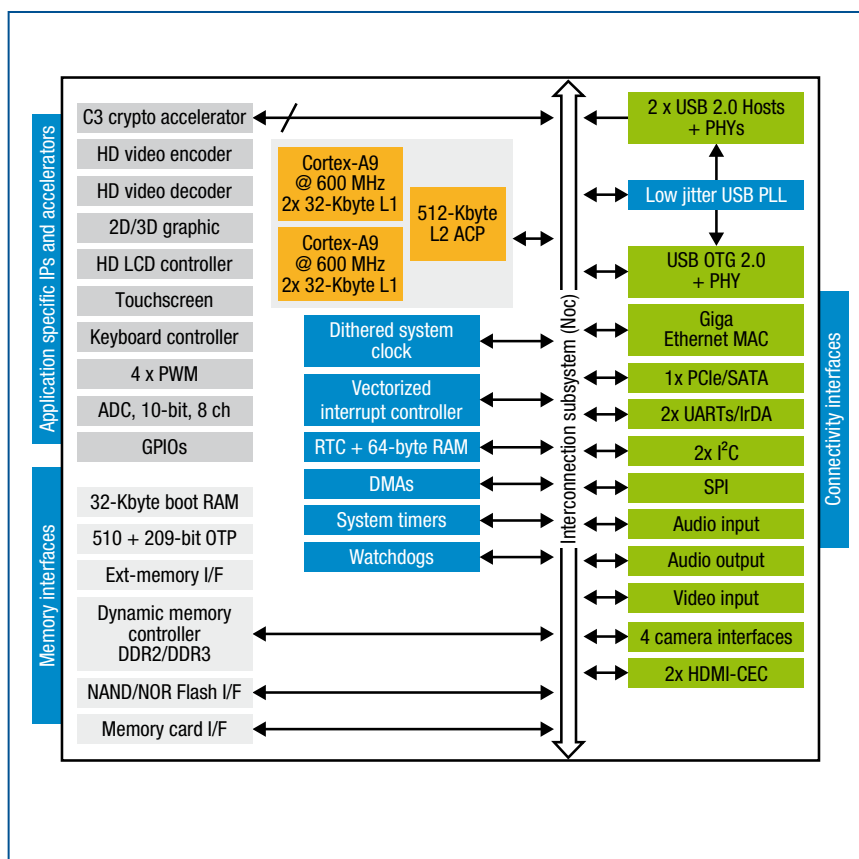 Application specific IPs and accelerators
C3 crypto accelerator
HD video encoder
HD video decoder
2D/3D graphic
HD LCD controller
Touchscreen
Keyboard controller
4 x PWM
ADC, 10-bit, 8 ch
GPIOs
Memory interfaces
32-Kbyte boot RAM
510 + 209-bit OTP
Ext-memory I/F
Dynamic memory
controller
DDR2/DDR3
NAND/NOR Flash I/F
Memory card I/F
Cortex-A9
@ 600 MHz
2x 32-Kbyte L1
Cortex-A9
@ 600 MHz
2x 32-Kbyte L1
512-Kbyte
L2 ACP
Dithered system
clock
Vectorized
interrupt controller
RTC + 64-byte RAM
DMAs
System timers
Watchdogs
Interconnection subsystem (Noc)
2 x USB 2.0 Hosts
+ PHYs
Low jitter USB PLL
USB OTG 2.0
+ PHY
Giga
Ethernet MAC
1x PCIe/SATA
2x UARTs/IrDA
2x I²C
SPI
Audio input
Audio output
Video input
4 camera interfaces
2x HDMI-CEC
Connectivity interfaces